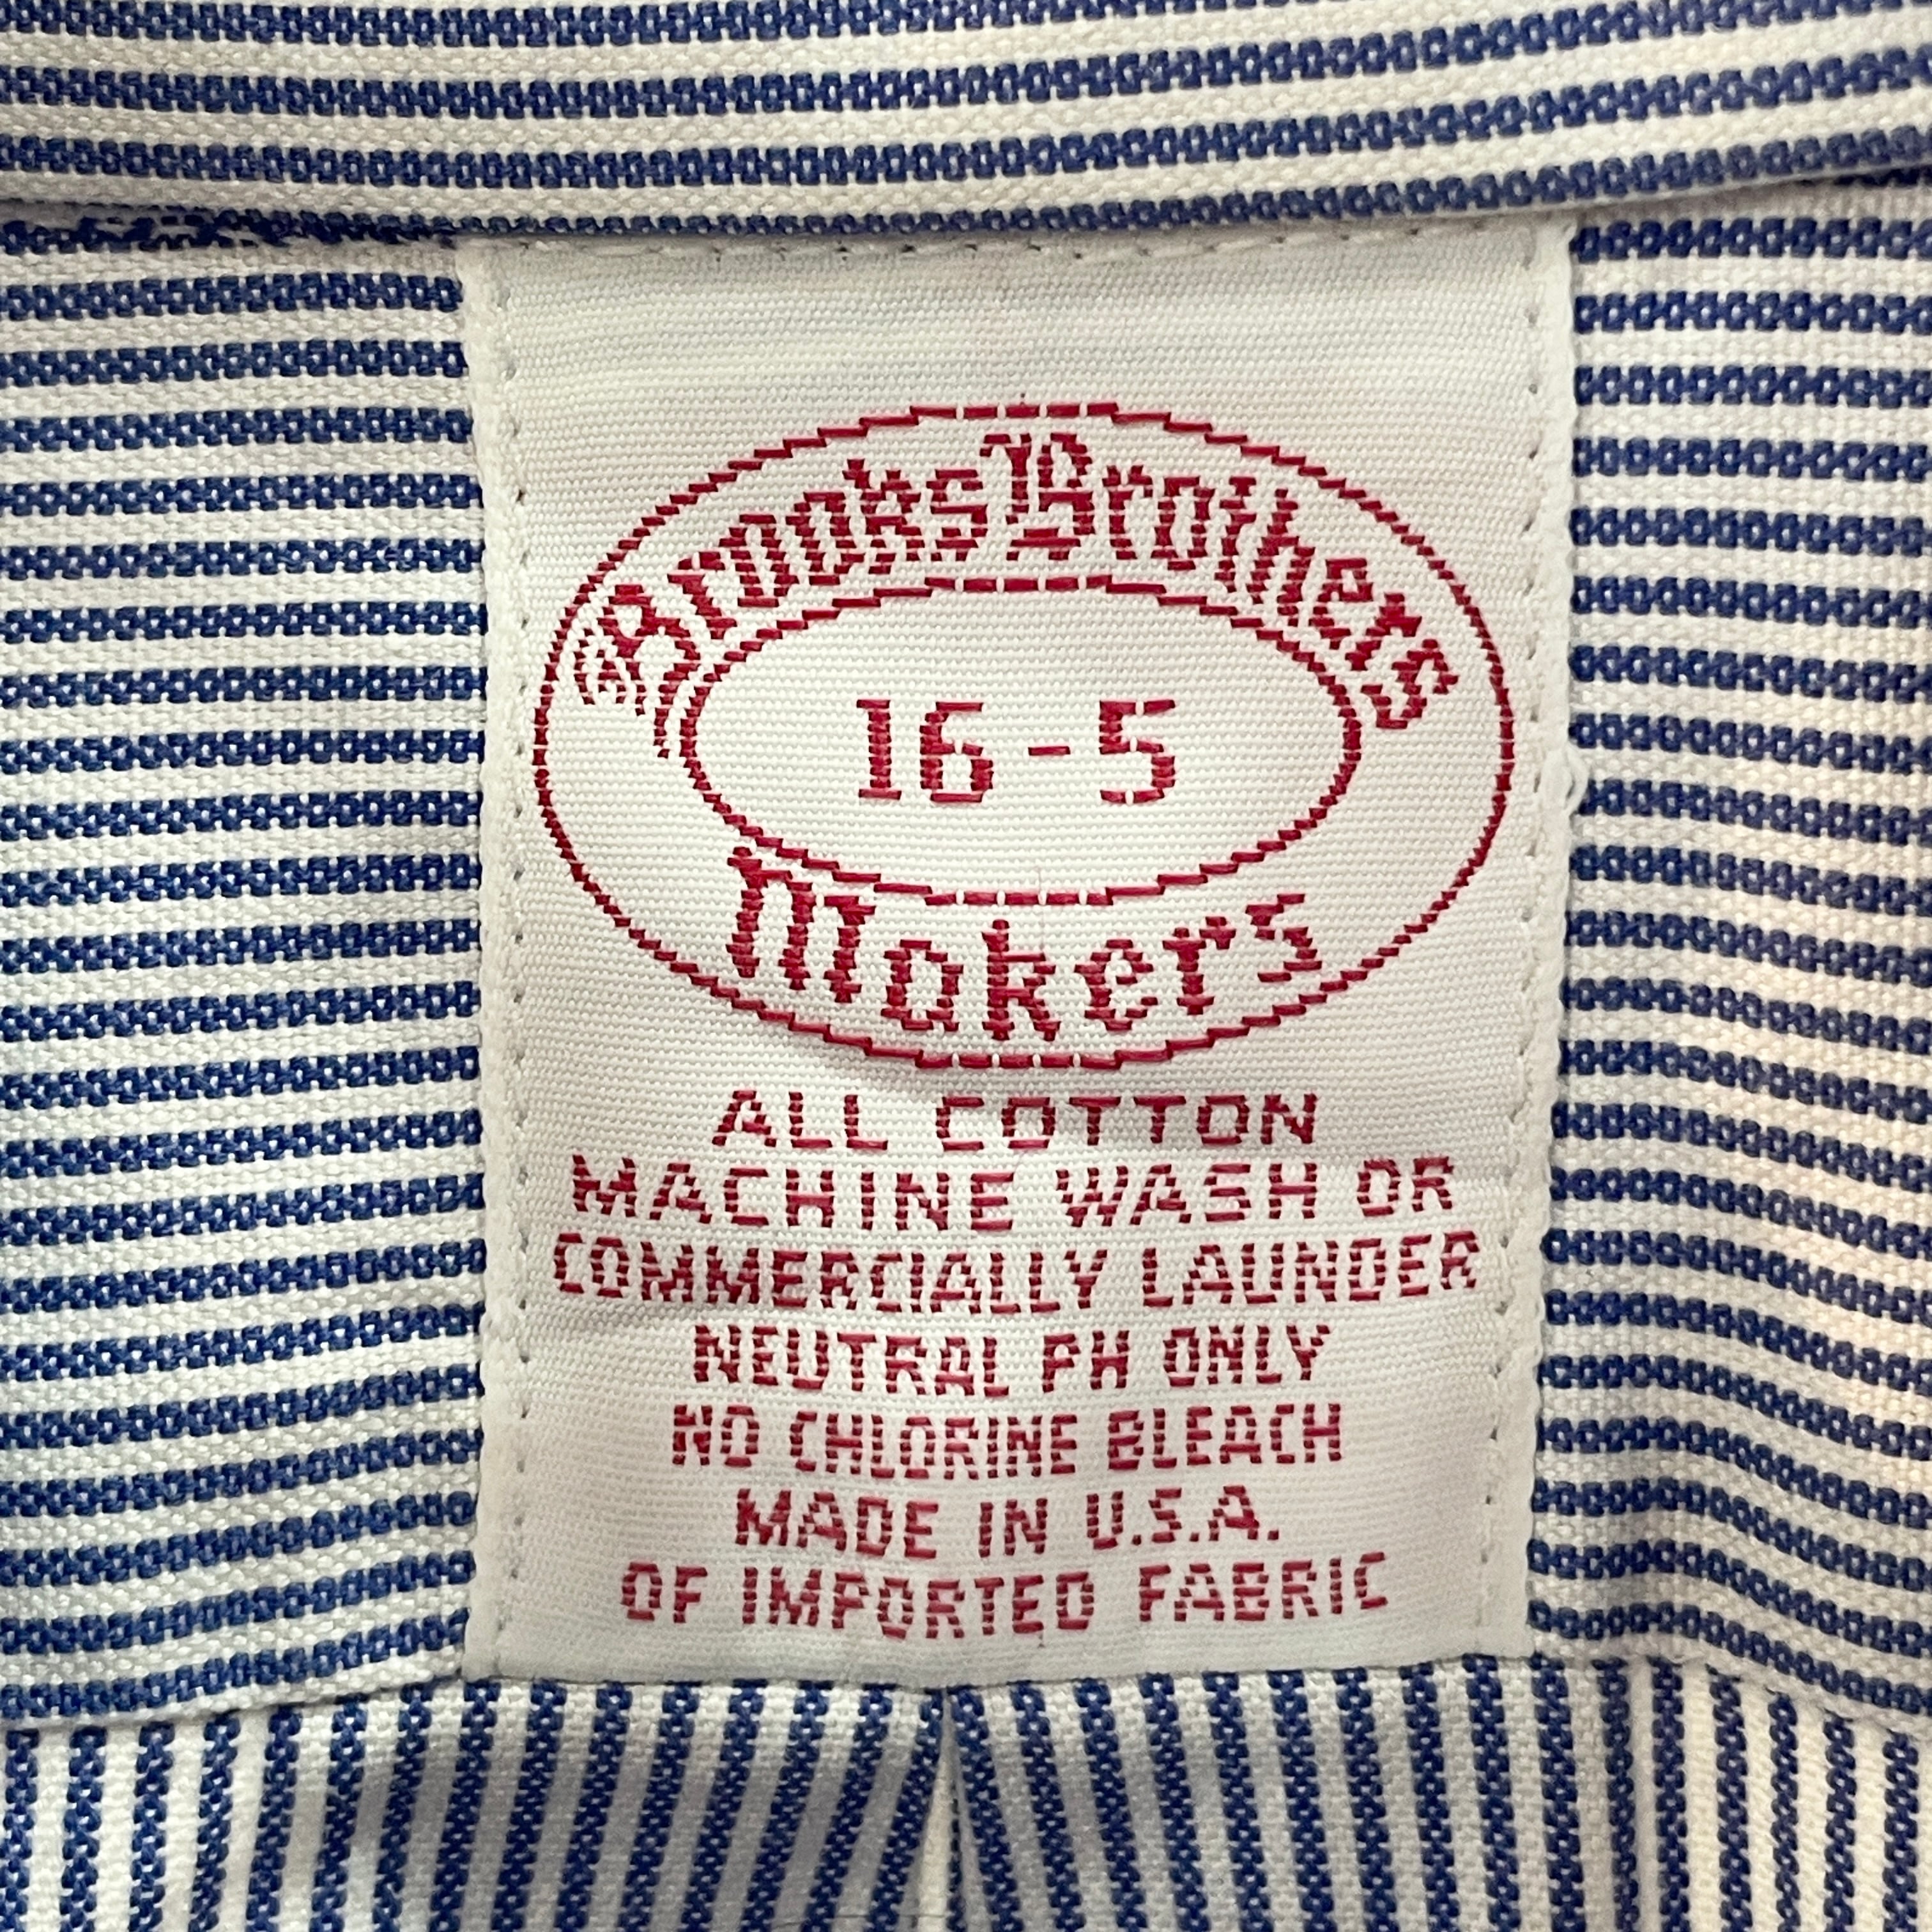 ® Brooks Brothers
16-5
Makers
ALL COTTON
MACHINE WASH OR
COMMERCIALLY LAUNDER
NEUTRAL PH ONLY
NO CHLORINE BLEACH
MADE IN U.S.A.
OF IMPORTED FABRIC